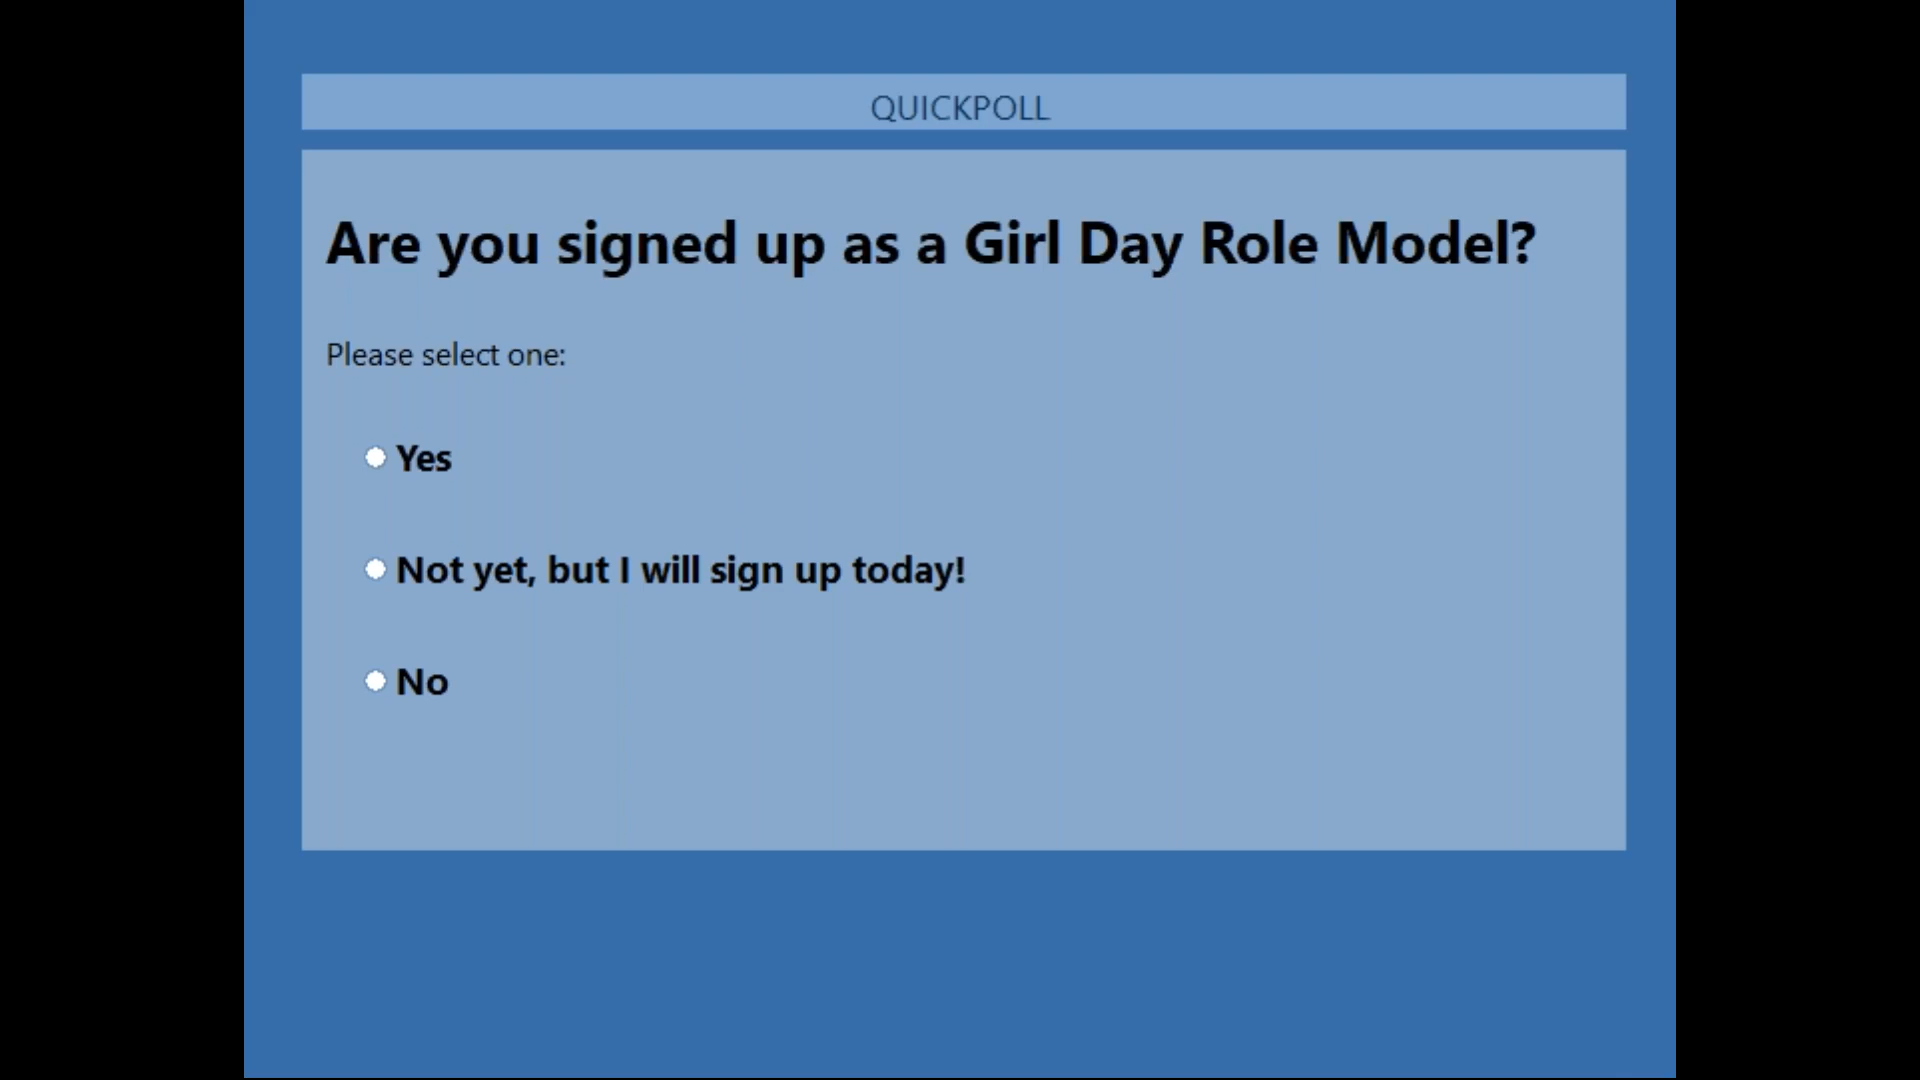 QUICKPOLL
Are you signed up as a Girl Day Role Model?
Please select one:
Yes
Not yet, but I will sign up today!
No